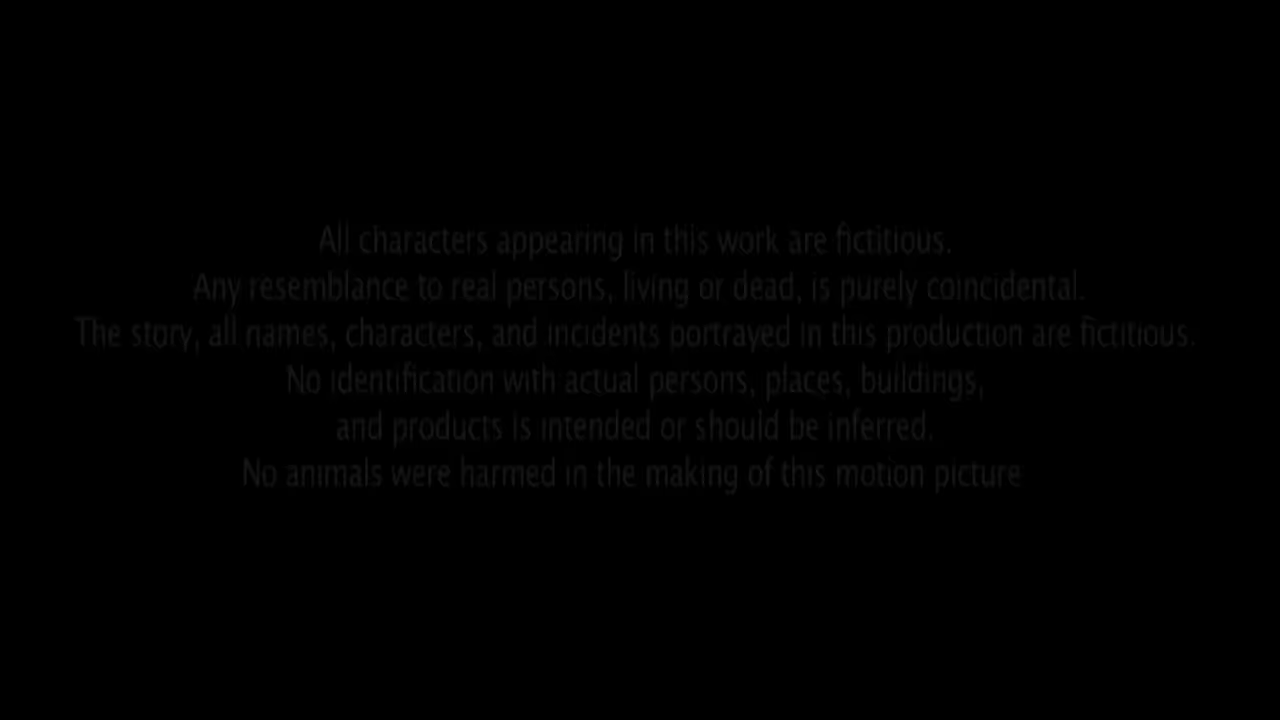 All characters appearing in this work are fictitious.
Any resemblance to real persons, living or dead, is purely coincidental.
The story, all names, characters, and incidents portrayed in this production are fictitious.
No identification with actual persons, places, buildings,
and products is intended or should be inferred.
No animals were harmed in the making of this motion picture